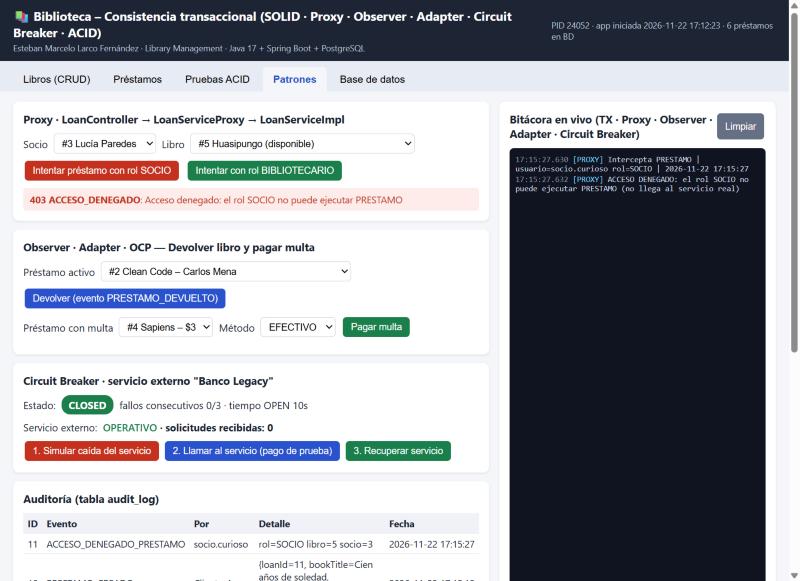 📚 Biblioteca – Consistencia transaccional (SOLID · Proxy · Observer · Adapter · Circuit
Breaker · ACID)
Esteban Marcelo Larco Fernández · Library Management · Java 17 + Spring Boot + PostgreSQL
PID 24052 · app iniciada 2026-11-22 17:12:23 · 6 préstamos
en BD
Libros (CRUD) Préstamos Pruebas ACID Patrones Base de datos
Proxy · LoanController → LoanServiceProxy → LoanServiceImpl
Socio #3 Lucía Paredes Libro #5 Huasipungo (disponible)
Intentar préstamo con rol SOCIO Intentar con rol BIBLIOTECARIO
403 ACCESO_DENEGADO: Acceso denegado: el rol SOCIO no puede ejecutar PRESTAMO
Observer · Adapter · OCP — Devolver libro y pagar multa
Préstamo activo #2 Clean Code – Carlos Mena
Devolver (evento PRESTAMO_DEVUELTO)
Préstamo con multa #4 Sapiens – $3 Método EFECTIVO Pagar multa
Circuit Breaker · servicio externo "Banco Legacy"
Estado: CLOSED fallos consecutivos 0/3 · tiempo OPEN 10s
Servicio externo: OPERATIVO · solicitudes recibidas: 0
1. Simular caída del servicio 2. Llamar al servicio (pago de prueba) 3. Recuperar servicio
Auditoría (tabla audit_log)
ID Evento Por Detalle Fecha
11 ACCESO_DENEGADO_PRESTAMO socio.curioso rol=SOCIO libro=5 socio=3 2026-11-22 17:15:27
{loanId=11, bookTitle=Cien
años de soledad,
Bitácora en vivo (TX · Proxy · Observer ·
Adapter · Circuit Breaker)
Limpiar
17:15:27.630 [PROXY] Intercepta PRESTAMO |
usuario=socio.curioso rol=SOCIO | 2026-11-22 17:15:27
17:15:27.632 [PROXY] ACCESO DENEGADO: el rol SOCIO no
puede ejecutar PRESTAMO (no llega al servicio real)